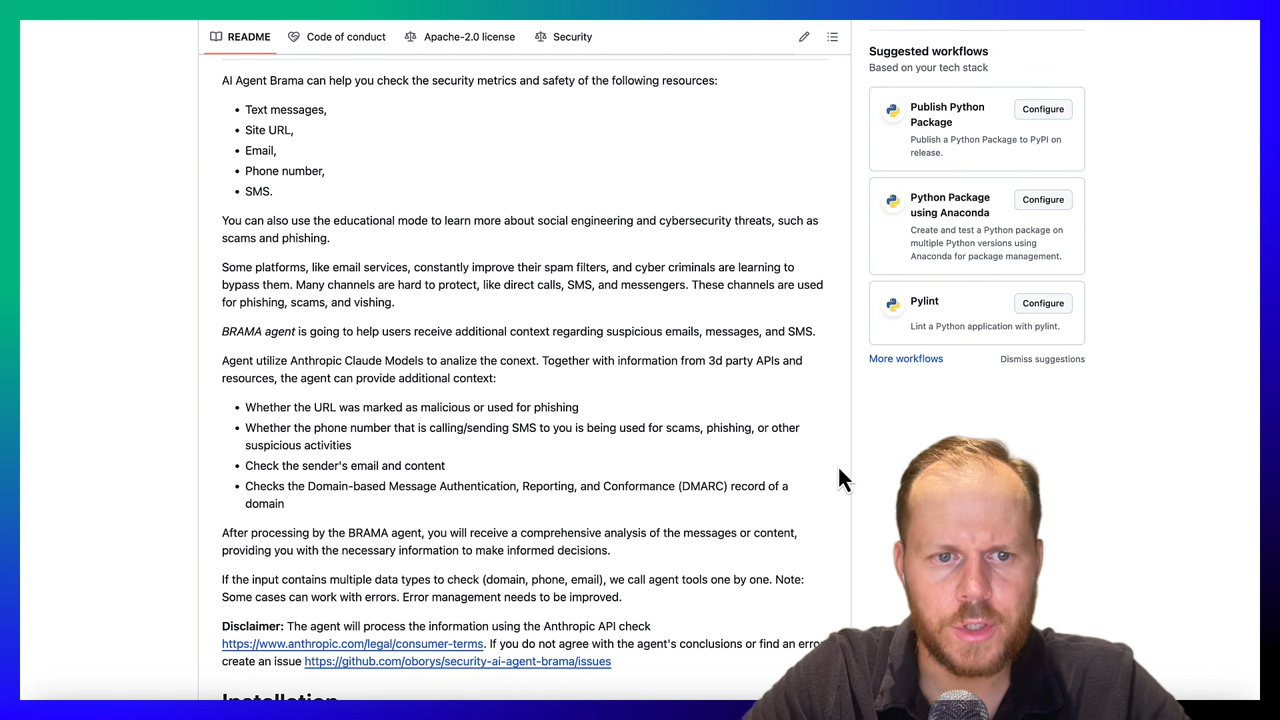 README
Code of conduct
Apache-2.0 license
Security
AI Agent Brama can help you check the security metrics and safety of the following resources:
• Text messages,
• Site URL,
• Email,
• Phone number,
• SMS.
You can also use the educational mode to learn more about social engineering and cybersecurity threats, such as
scams and phishing.
Some platforms, like email services, constantly improve their spam filters, and cyber criminals are learning to
bypass them. Many channels are hard to protect, like direct calls, SMS, and messengers. These channels are used
for phishing, scams, and vishing.
BRAMA agent is going to help users receive additional context regarding suspicious emails, messages, and SMS.
Agent utilize Anthropic Claude Models to analize the conext. Together with information from 3d party APIs and
resources, the agent can provide additional context:
• Whether the URL was marked as malicious or used for phishing
• Whether the phone number that is calling/sending SMS to you is being used for scams, phishing, or other
suspicious activities
• Check the sender's email and content
• Checks the Domain-based Message Authentication, Reporting, and Conformance (DMARC) record of a
domain
After processing by the BRAMA agent, you will receive a comprehensive analysis of the messages or content,
providing you with the necessary information to make informed decisions.
If the input contains multiple data types to check (domain, phone, email), we call agent tools one by one. Note:
Some cases can work with errors. Error management needs to be improved.
Disclaimer: The agent will process the information using the Anthropic API check
https://www.anthropic.com/legal/consumer-terms. If you do not agree with the agent's conclusions or find an erro
create an issue https://github.com/oborys/security-ai-agent-brama/issues
Installation
Suggested workflows
Based on your tech stack
Publish Python
Package
Configure
Publish a Python Package to PyPI on
release.
Python Package
using Anaconda
Configure
Create and test a Python package on
multiple Python versions using
Anaconda for package management.
Pylint
Configure
Lint a Python application with pylint.
More workflows
Dismiss suggestions